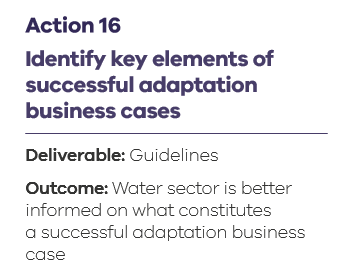 Action 16
Identify key elements of
successful adaptation
business cases
Deliverable: Guidelines
Outcome: Water sector is better
informed on what constitutes
a successful adaptation business
case